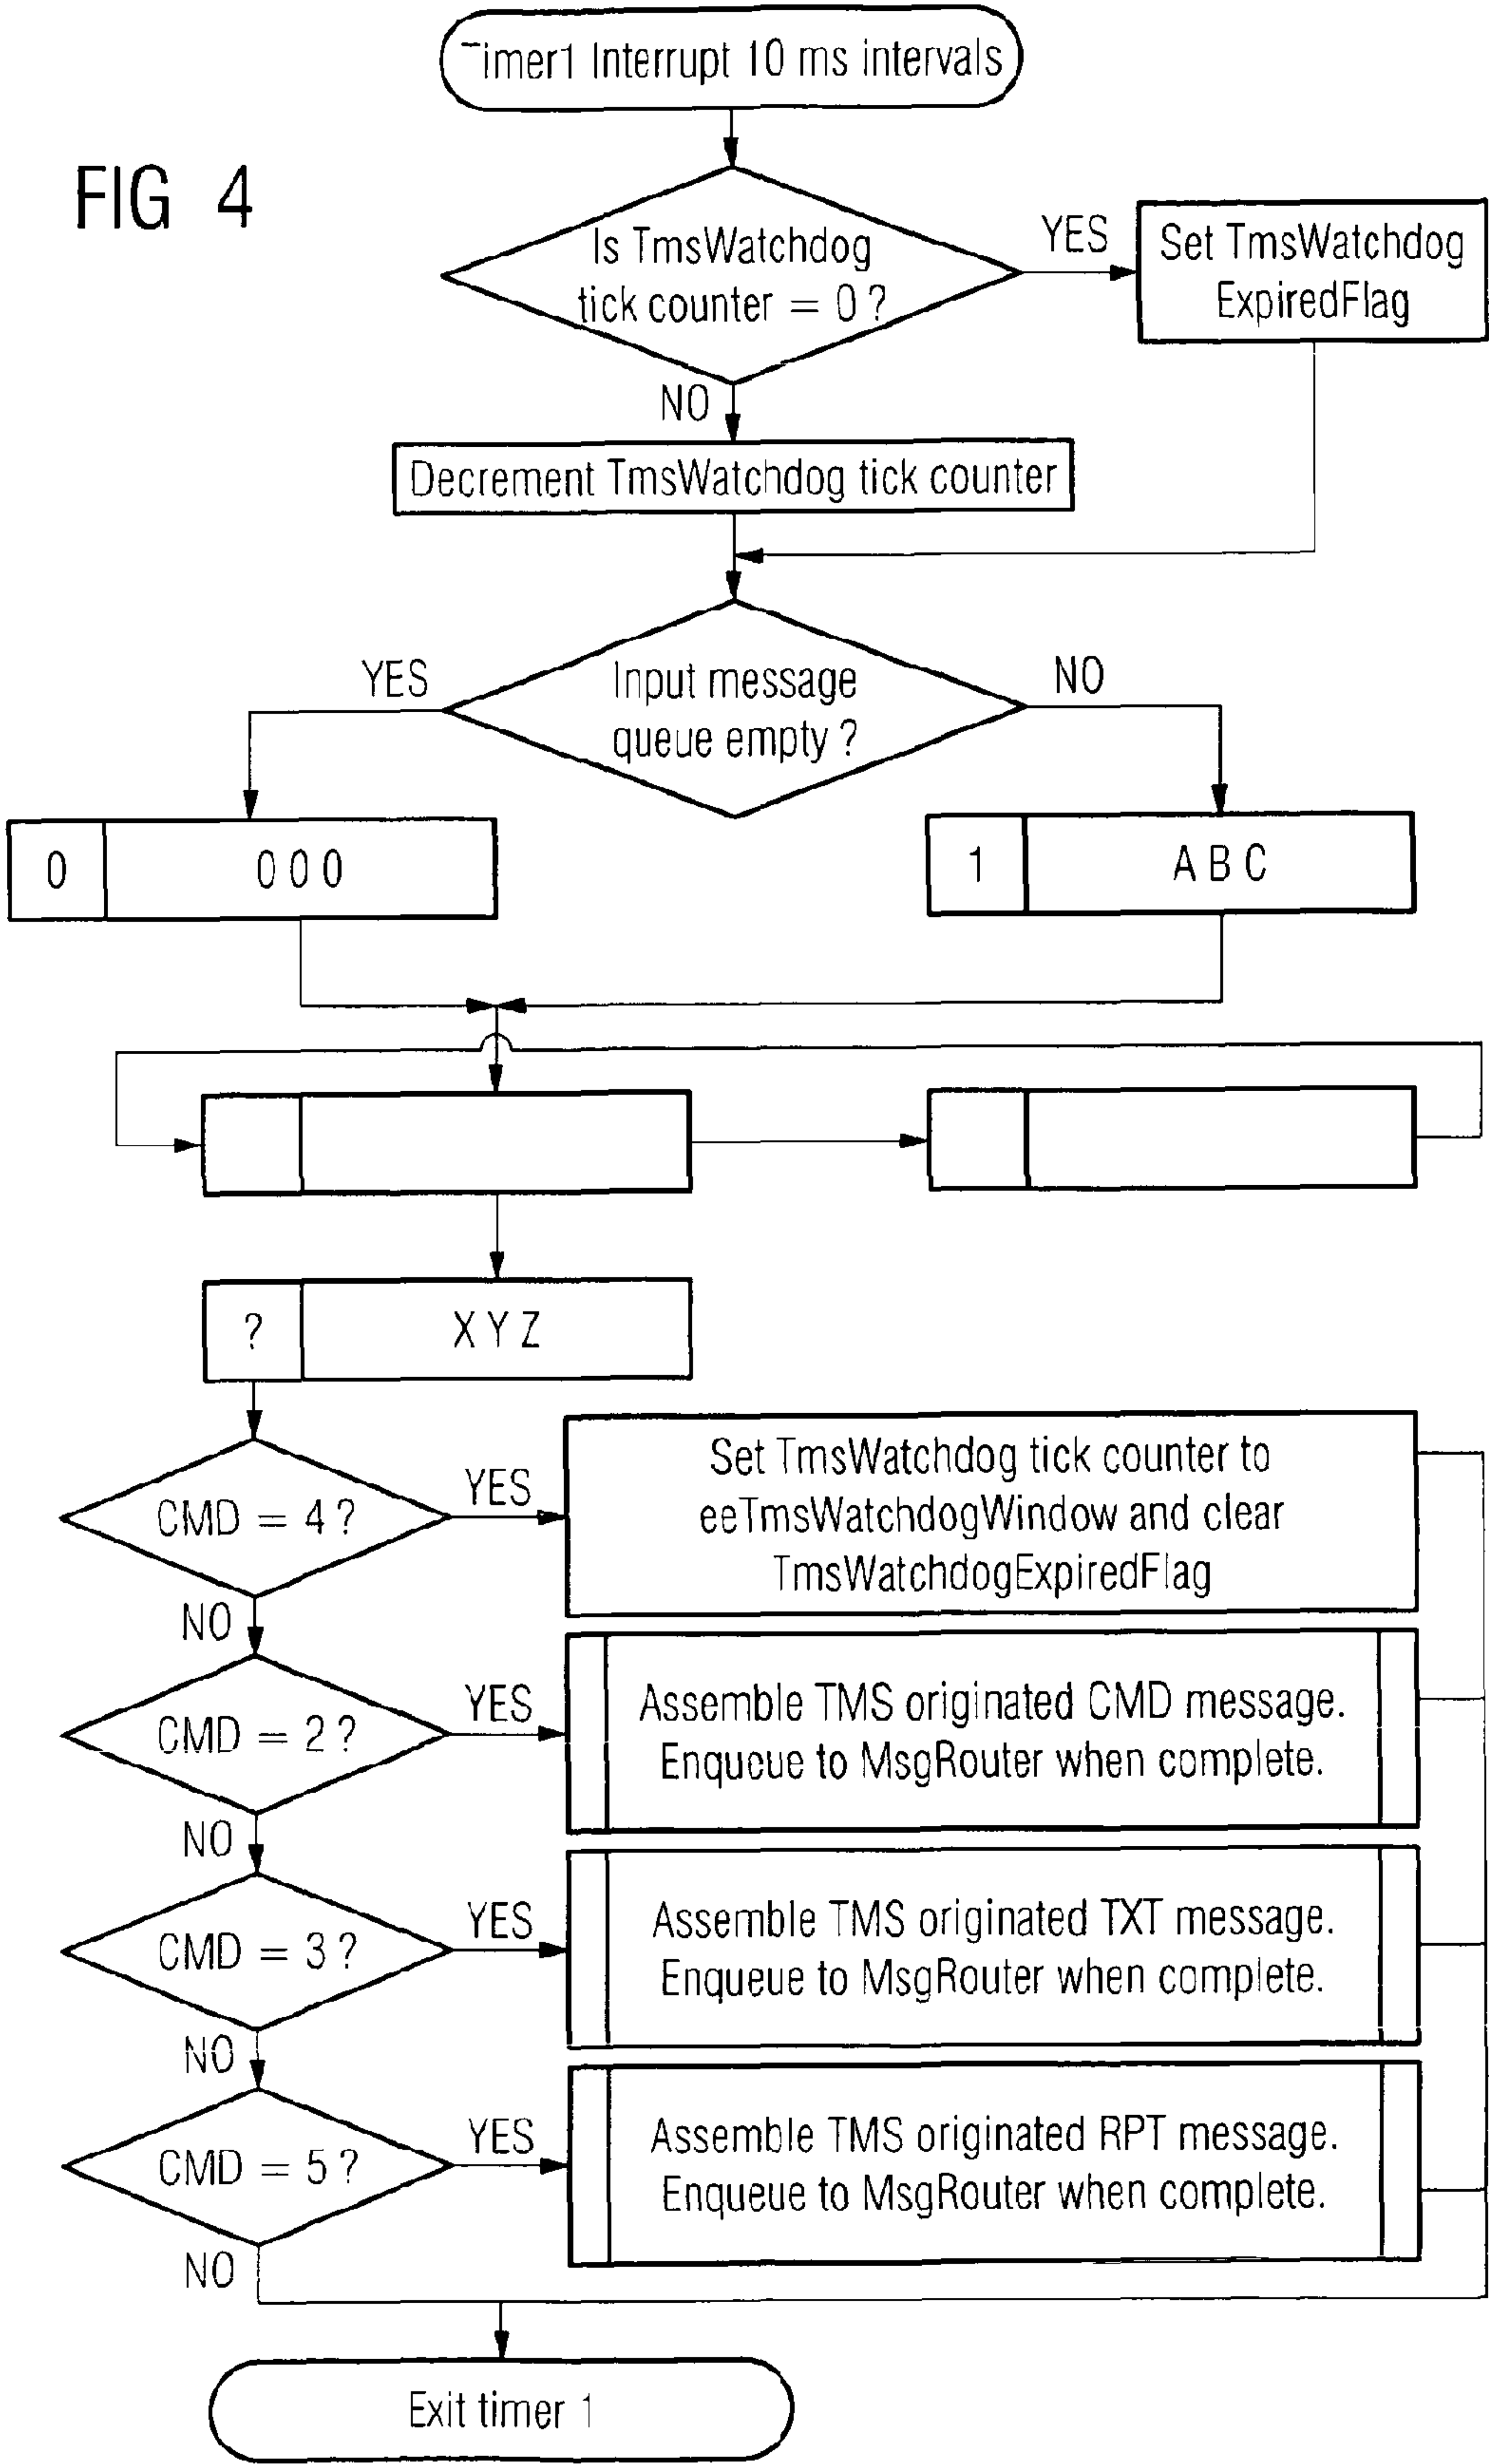 Timer1 Interrupt 10 ms intervals
FIG 4
Is TmsWatchdog
tick counter = 0 ?
YES
Set TmsWatchdog
ExpiredFlag
NO
Decrement TmsWatchdog tick counter
YES
Input message
queue empty ?
NO
0
0 0 0
1
A B C
?
X Y Z
CMD = 4 ?
YES
Set TmsWatchdog tick counter to
eeTmsWatchdogWindow and clear
TmsWatchdogExpiredFlag
NO
CMD = 2 ?
YES
Assemble TMS originated CMD message.
Enqueue to MsgRouter when complete.
NO
CMD = 3 ?
YES
Assemble TMS originated TXT message.
Enqueue to MsgRouter when complete.
NO
CMD = 5 ?
YES
Assemble TMS originated RPT message.
Enqueue to MsgRouter when complete.
NO
Exit timer 1